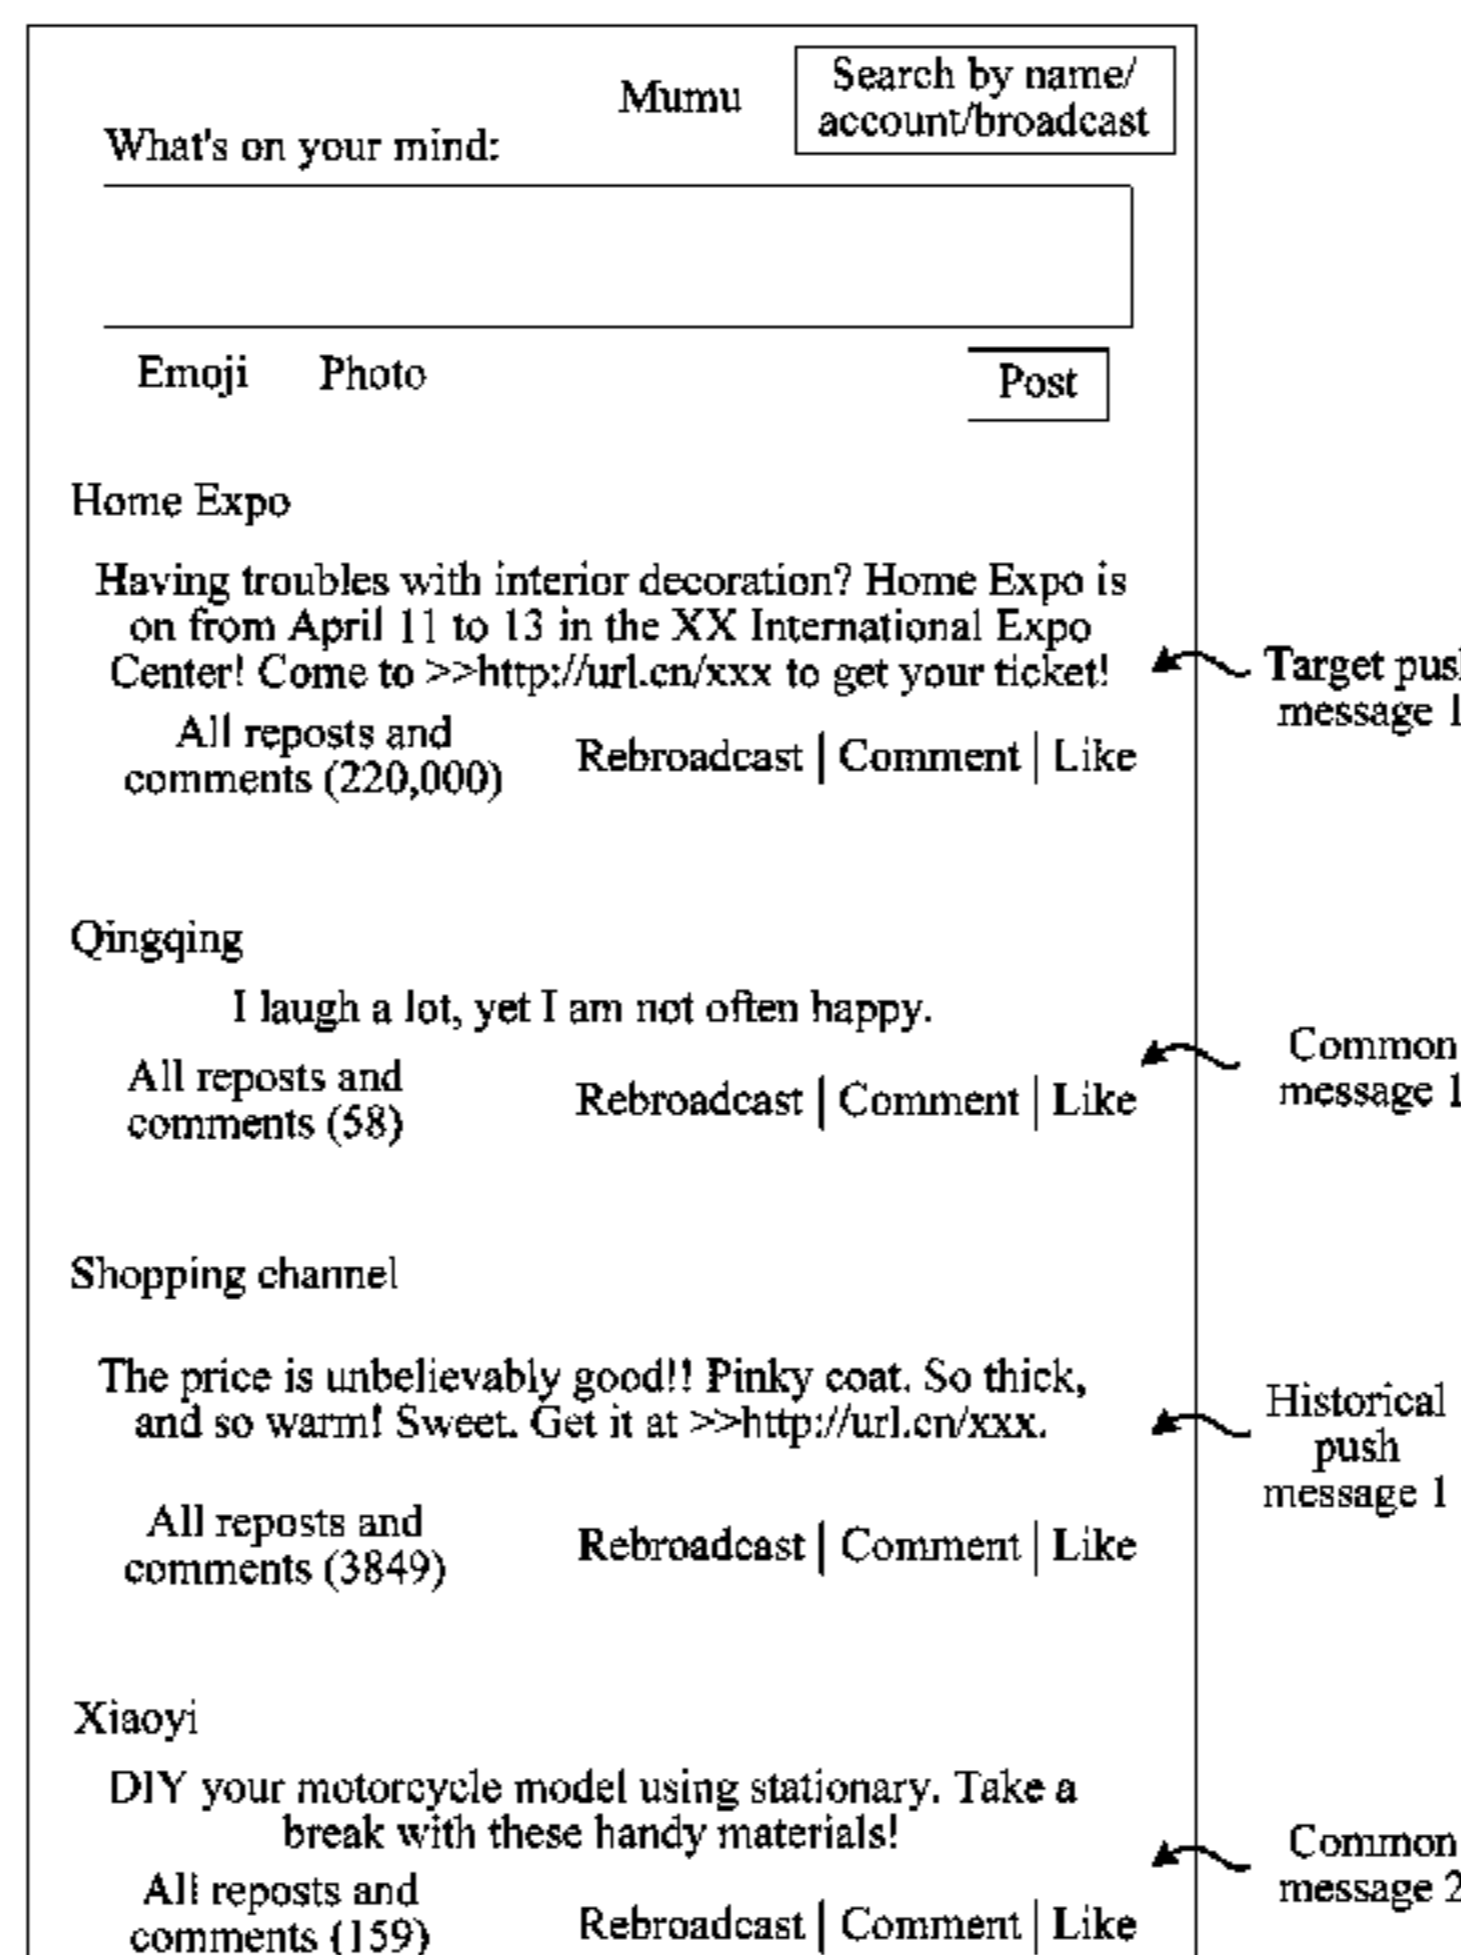 Mumu
Search by name/
account/broadcast
What's on your mind:
Emoji Photo
Post
Home Expo
Having troubles with interior decoration? Home Expo is
on from April 11 to 13 in the XX International Expo
Center! Come to >>http://url.cn/xxx to get your ticket!
Target push
message 1
All reposts and
comments (220,000)
Rebroadcast | Comment | Like
Qingqing
I laugh a lot, yet I am not often happy.
Common
message 1
All reposts and
comments (58)
Rebroadcast | Comment | Like
Shopping channel
The price is unbelievably good!! Pinky coat. So thick,
and so warm! Sweet. Get it at >>http://url.cn/xxx.
Historical
push
message 1
All reposts and
comments (3849)
Rebroadcast | Comment | Like
Xiaoyi
DIY your motorcycle model using stationary. Take a
break with these handy materials!
Common
message 2
All reposts and
comments (159)
Rebroadcast | Comment | Like